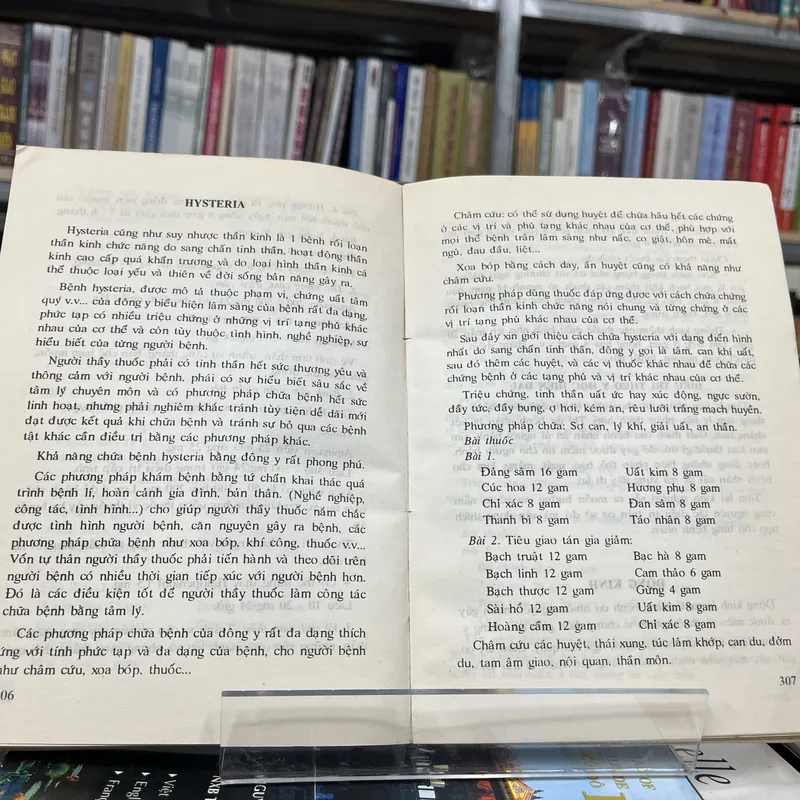 HYSTERIA
Hysteria cũng như suy nhược thần kinh là 1 bệnh rối loạn
thần kinh chức năng do sang chấn tinh thần, hoạt động thần
kinh cao cấp quá khẩn trương và do loại hình thần kinh cá
thể thuộc loại yếu và thiên về đời sống bản năng gây ra.
Bệnh hysteria, được mô tả thuộc phạm vi, chứng uất tâm
quý v.v... của đông y biểu hiện lâm sàng của bệnh rất đa dạng,
phức tạp có nhiều triệu chứng ở những vị trí tạng phủ khác
nhau của cơ thể và còn tùy thuộc tình hình, nghề nghiệp, sự
hiểu biết của từng người bệnh.
Người thầy thuốc phải có tinh thần hết sức thương yêu và
thông cảm với người bệnh, phải có sự hiểu biết sâu sắc về
tâm lý chuyên môn và có phương pháp chữa bệnh hết sức
linh hoạt, nhưng phải nghiêm khắc tránh tùy tiện dễ dãi mới
đạt được kết quả khi chữa bệnh và tránh sự bỏ qua các bệnh
tật khác cần điều trị bằng các phương pháp khác.
Khả năng chữa bệnh hysteria bằng đông y rất phong phú.
Các phương pháp khám bệnh bằng tứ chẩn khai thác quá
trình bệnh lí, hoàn cảnh gia đình, bản thân. (Nghề nghiệp,
công tác, tình hình...) cho giúp người thầy thuốc nắm chắc
được tình hình người bệnh, căn nguyên gây ra bệnh, các
phương pháp chữa bệnh như xoa bóp, khí công, thuốc v.v...
Vốn tự thân người thầy thuốc phải tiến hành và theo dõi trên
người bệnh có nhiều thời gian tiếp xúc với người bệnh hơn.
Đó là các điều kiện tốt để người thầy thuốc làm công tác
chữa bệnh bằng tâm lý.
Các phương pháp chữa bệnh của đông y rất đa dạng thích
ứng với tính phức tạp và đa dạng của bệnh, cho người bệnh
như châm cứu, xoa bóp, thuốc...
06
Châm cứu: có thể sử dụng huyệt để chữa hầu hết các chứng
ở các vị trí và phủ tạng khác nhau của cơ thể, phù hợp với
mọi thể bệnh trên lâm sàng như nấc, co giật, hôn mê, mất
ngủ, đau đầu, liệt...
Xoa bóp bằng cách day, ấn huyệt cũng có khả năng như
châm cứu.
Phương pháp dùng thuốc đáp ứng được với cách chữa chứng
rối loạn thần kinh chức năng nói chung và từng chứng ở các
vị trí tạng phủ khác nhau của cơ thể.
Sau đây xin giới thiệu cách chữa hysteria với dạng điển hình
nhất do sang chấn tinh thần, đông y gọi là tâm, can khí uất,
sau đó thêm các huyệt, và các vị thuốc khác nhau để chữa các
chứng bệnh ở các tạng phủ và vị trí khác nhau của cơ thể.
Triệu chứng, tinh thần uất ức hay xúc động, ngực sườn,
đầy tức, đầy bụng, ợ hơi, kém ăn, rêu lưỡi trắng mạch huyền.
Phương pháp chữa: Sơ can, lý khí, giải uất, an thần.
Bài thuốc
Bài 1.
Đảng sâm 16 gam Uất kim 8 gam
Cúc hoa 12 gam Hương phụ 8 gam
Chỉ xác 8 gam Đan sâm 8 gam
Thanh bì 8 gam Táo nhân 8 gam
Bài 2. Tiêu giao tán gia giảm:
Bạch truật 12 gam Bạc hà 8 gam
Bạch linh 12 gam Cam thảo 6 gam
Bạch thược 12 gam Gừng 4 gam
Sài hồ 12 gam Uất kim 8 gam
Hoàng cầm 12 gam Chỉ xác 8 gam
Châm cứu các huyệt, thái xung, túc lâm khớp, can du, đởm
du, tam âm giao, nội quan, thần môn.
307